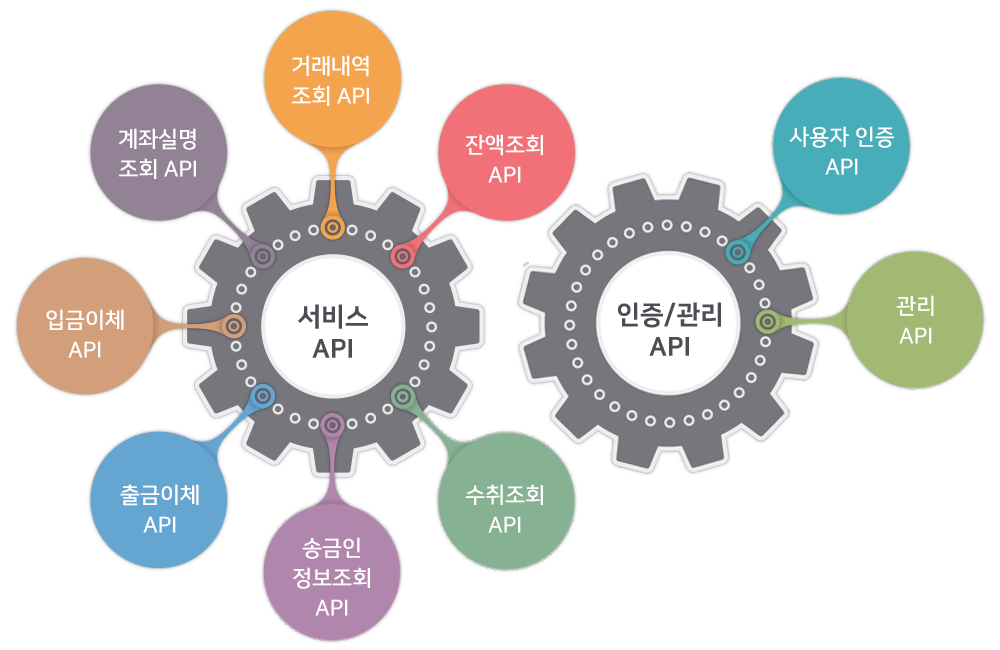 거래내역
조회 API
계좌실명
조회 API
잔액조회
API
입금이체
API
서비스
API
출금이체
API
송금인
정보조회
API
수취조회
API
사용자 인증
API
인증/관리
API
관리
API